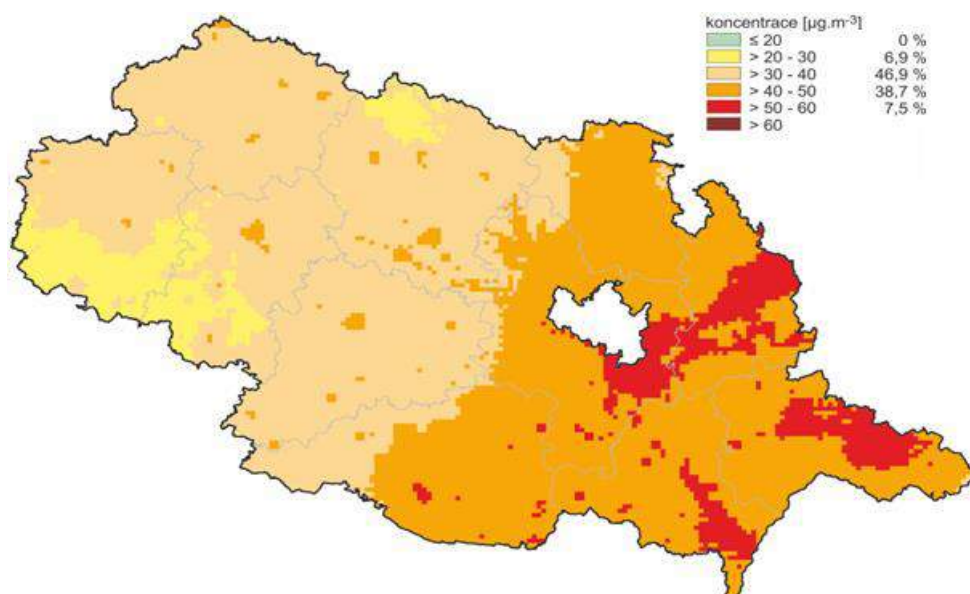 koncentrace [µg.m-3]
≤ 20 0 %
> 20 - 30 6,9 %
> 30 - 40 46,9 %
> 40 - 50 38,7 %
> 50 - 60 7,5 %
> 60